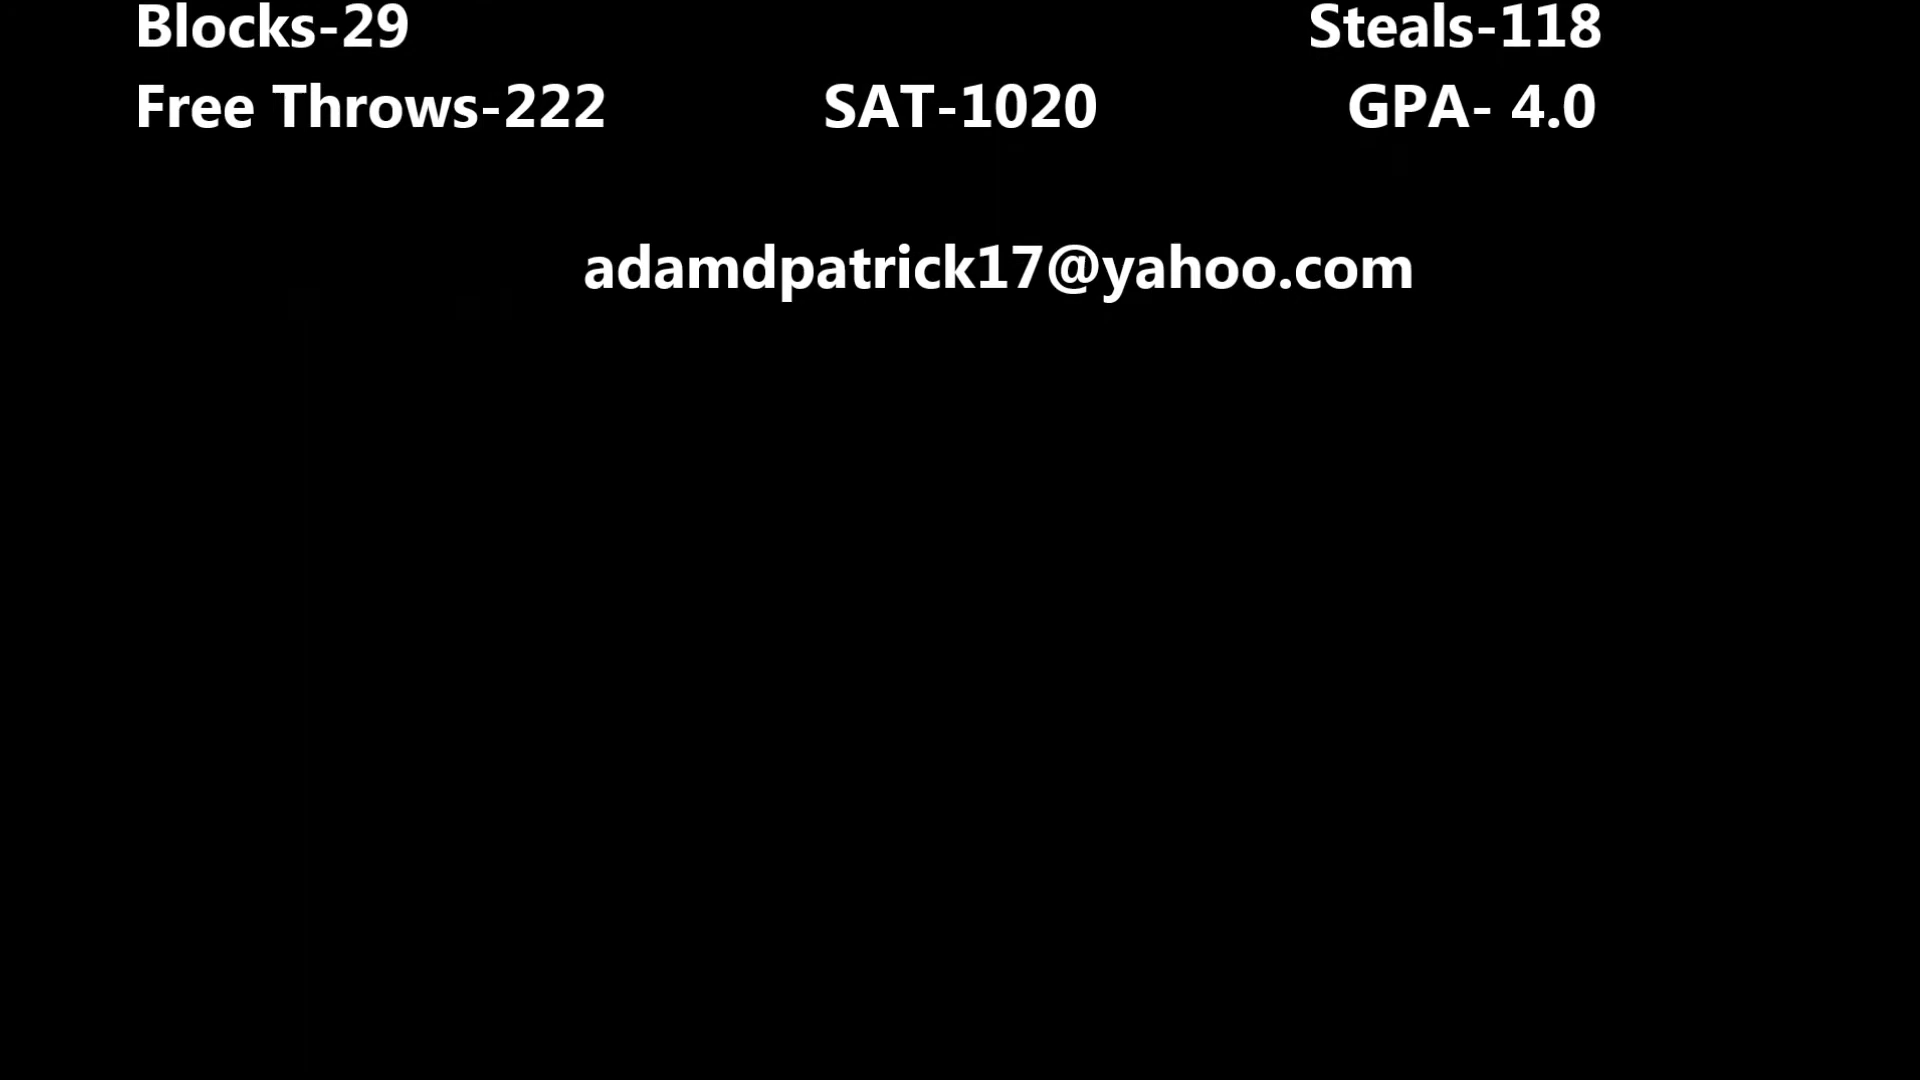 Blocks-29 Steals-118
Free Throws-222 SAT-1020 GPA- 4.0
adamdpatrick17@yahoo.com